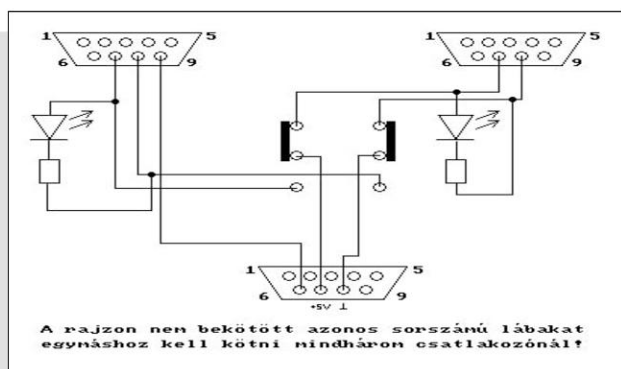 1 5 1 5
6 9 6 9
1 5
6 9
+5V ⊥
A rajzon nem bekötött azonos sorszámú lábakat
egymáshoz kell kötni mindhárom csatlakozónál!